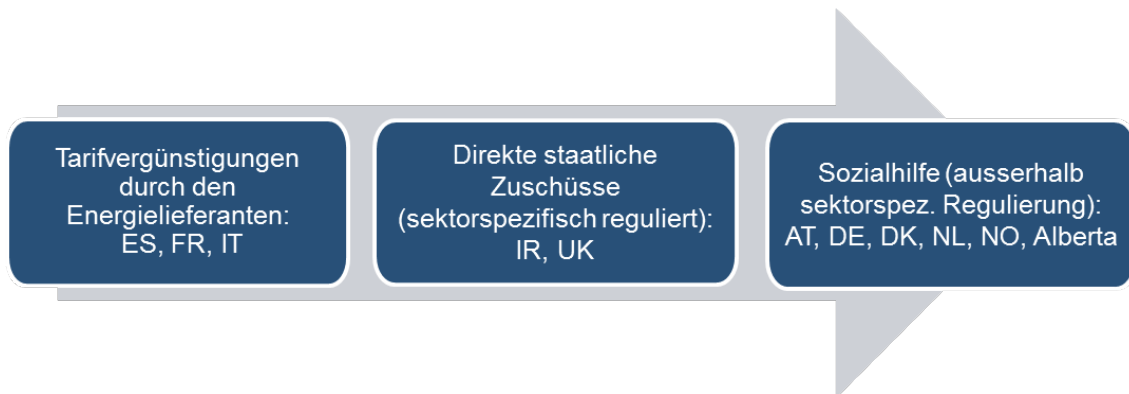 Tarifvergünstigungen
durch den
Energielieferanten:
ES, FR, IT
Direkte staatliche
Zuschüsse
(sektorspezifisch reguliert):
IR, UK
Sozialhilfe (ausserhalb
sektorspez. Regulierung):
AT, DE, DK, NL, NO, Alberta